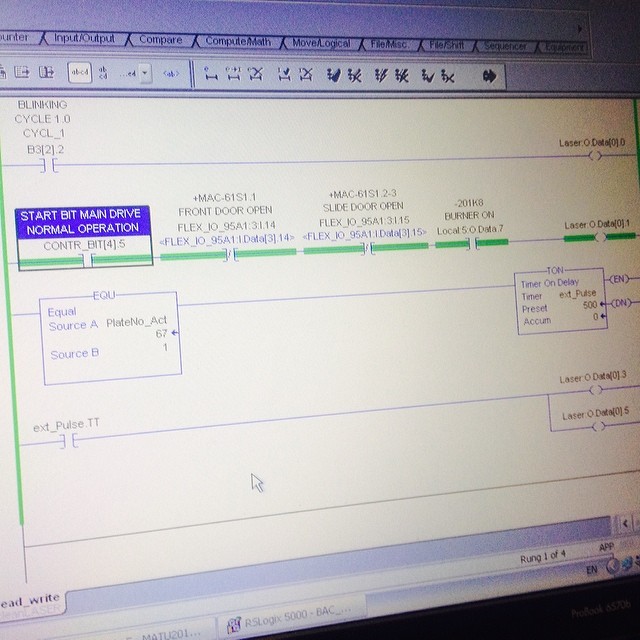 Input/Output Compare Compute/Math Move/Logical File/Misc. File/Shift Sequencer Equipment
abcd
BLINKING
CYCLE 1.0
CYCL_1
B3[2].2
Laser:O.Data[0].0
START BIT MAIN DRIVE
NORMAL OPERATION
CONTR_BIT[4].5
+MAC-61S1.1
FRONT DOOR OPEN
FLEX_IO_95A1:3:I.14
<FLEX_IO_95A1:I.Data[3].14>
+MAC-61S1.2-3
SLIDE DOOR OPEN
FLEX_IO_95A1:3:I.15
<FLEX_IO_95A1:I.Data[3].15>
-201K8
BURNER ON
Local:5:O.Data.7
Laser:O.Data[0].1
EQU
Equal
Source A PlateNo_Act
67
Source B 1
TON
Timer On Delay
Timer ext_Pulse
Preset 500
Accum 0
EN
DN
ext_Pulse.TT
Laser:O.Data[0].3
Laser:O.Data[0].5
Rung 1 of 4 APP
ead_write
EN
MATU201...
RSLogix 5000 - BAC_...
ProBook 6570b